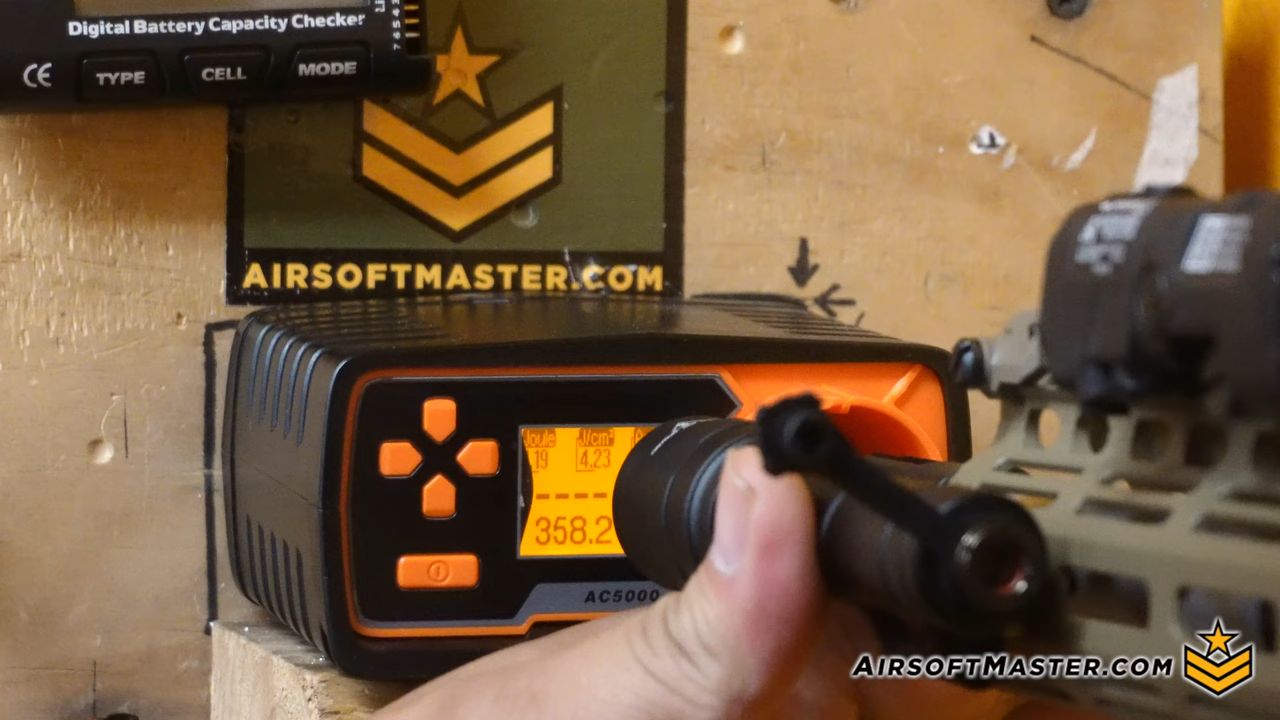 Digital Battery Capacity Checker
CE TYPE CELL MODE
AIRSOFTMASTER.COM
Joule J/cm²
19 4.23
358.2
AC5000
AIRSOFTMASTER.COM